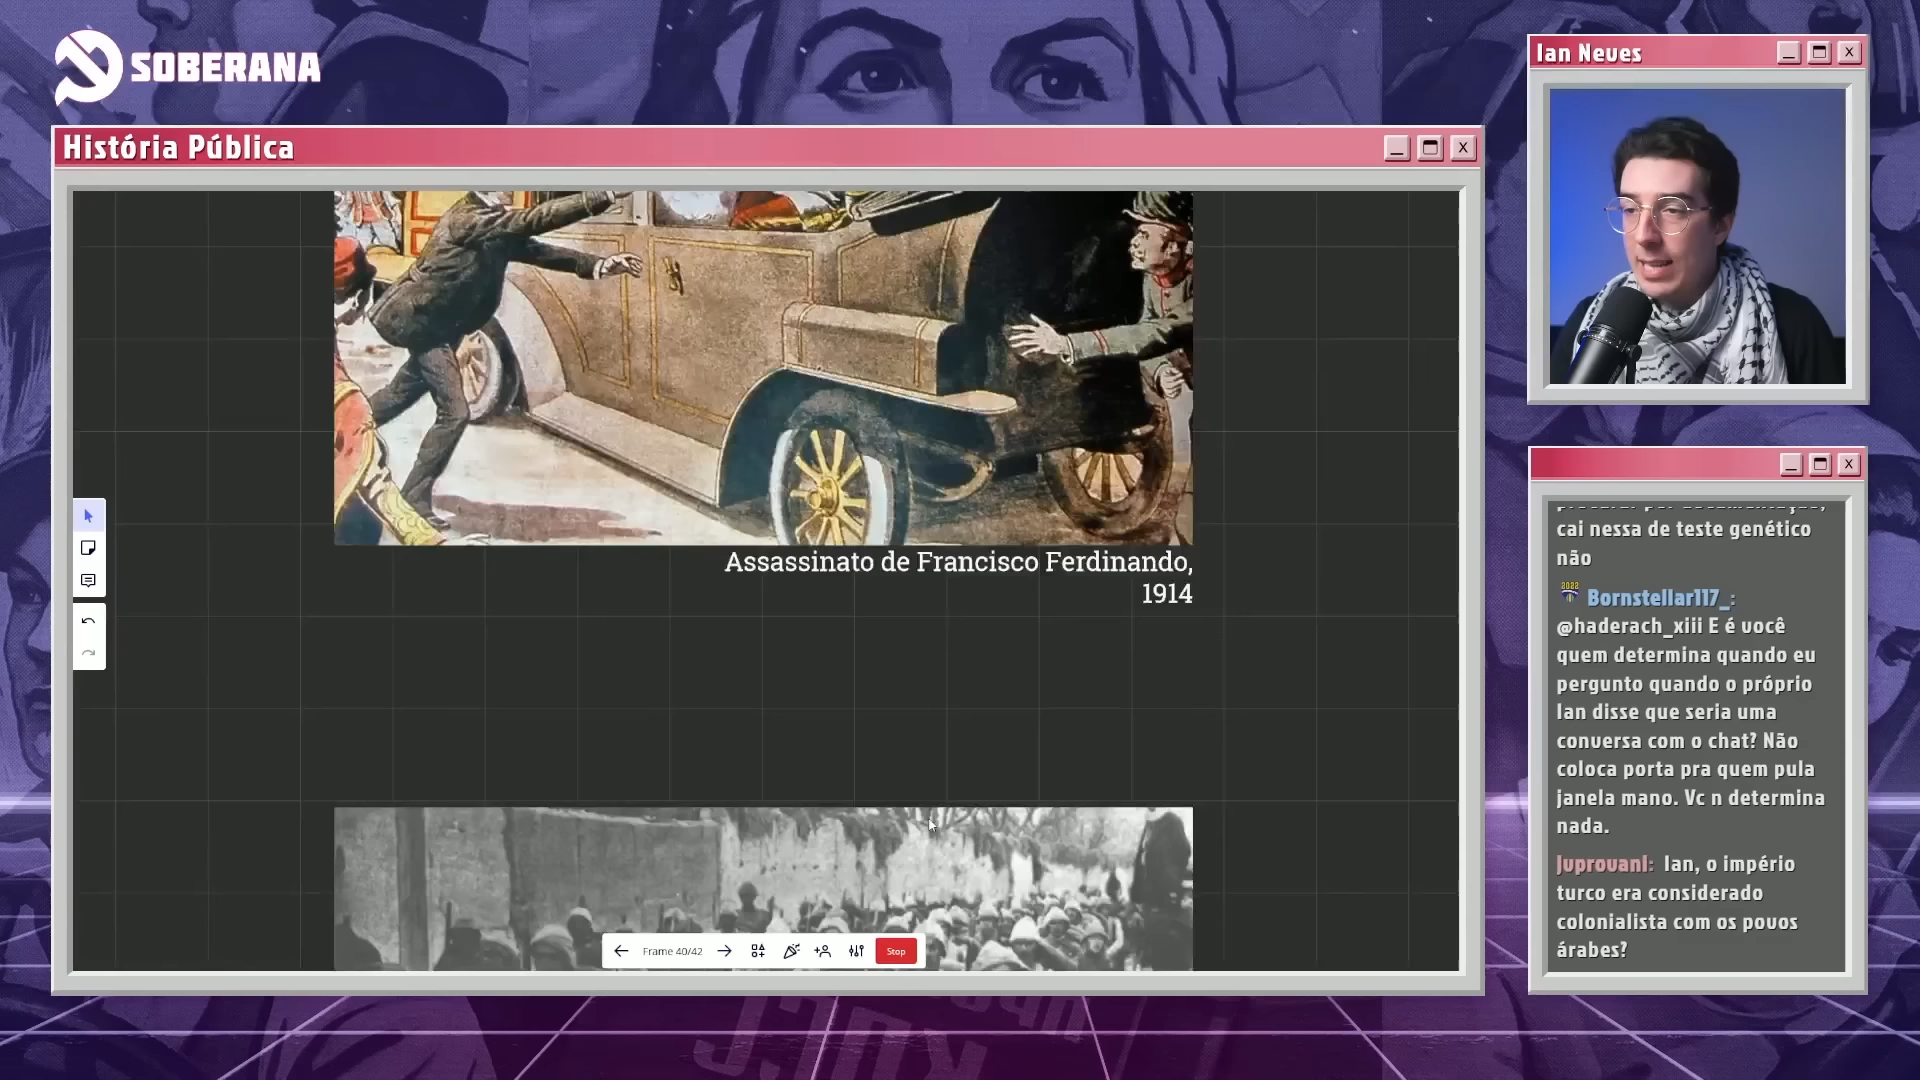 SOBERANA
História Pública
Ian Neves
Assassinato de Francisco Ferdinando,
1914
Frame 40/42
Stop
cai nessa de teste genético
não
2022
Bornstellar117_:
@haderach_xiii E é você
quem determina quando eu
pergunto quando o próprio
Ian disse que seria uma
conversa com o chat? Não
coloca porta pra quem pula
janela mano. Vc n determina
nada.
juprovanl: Ian, o império
turco era considerado
colonialista com os povos
árabes?